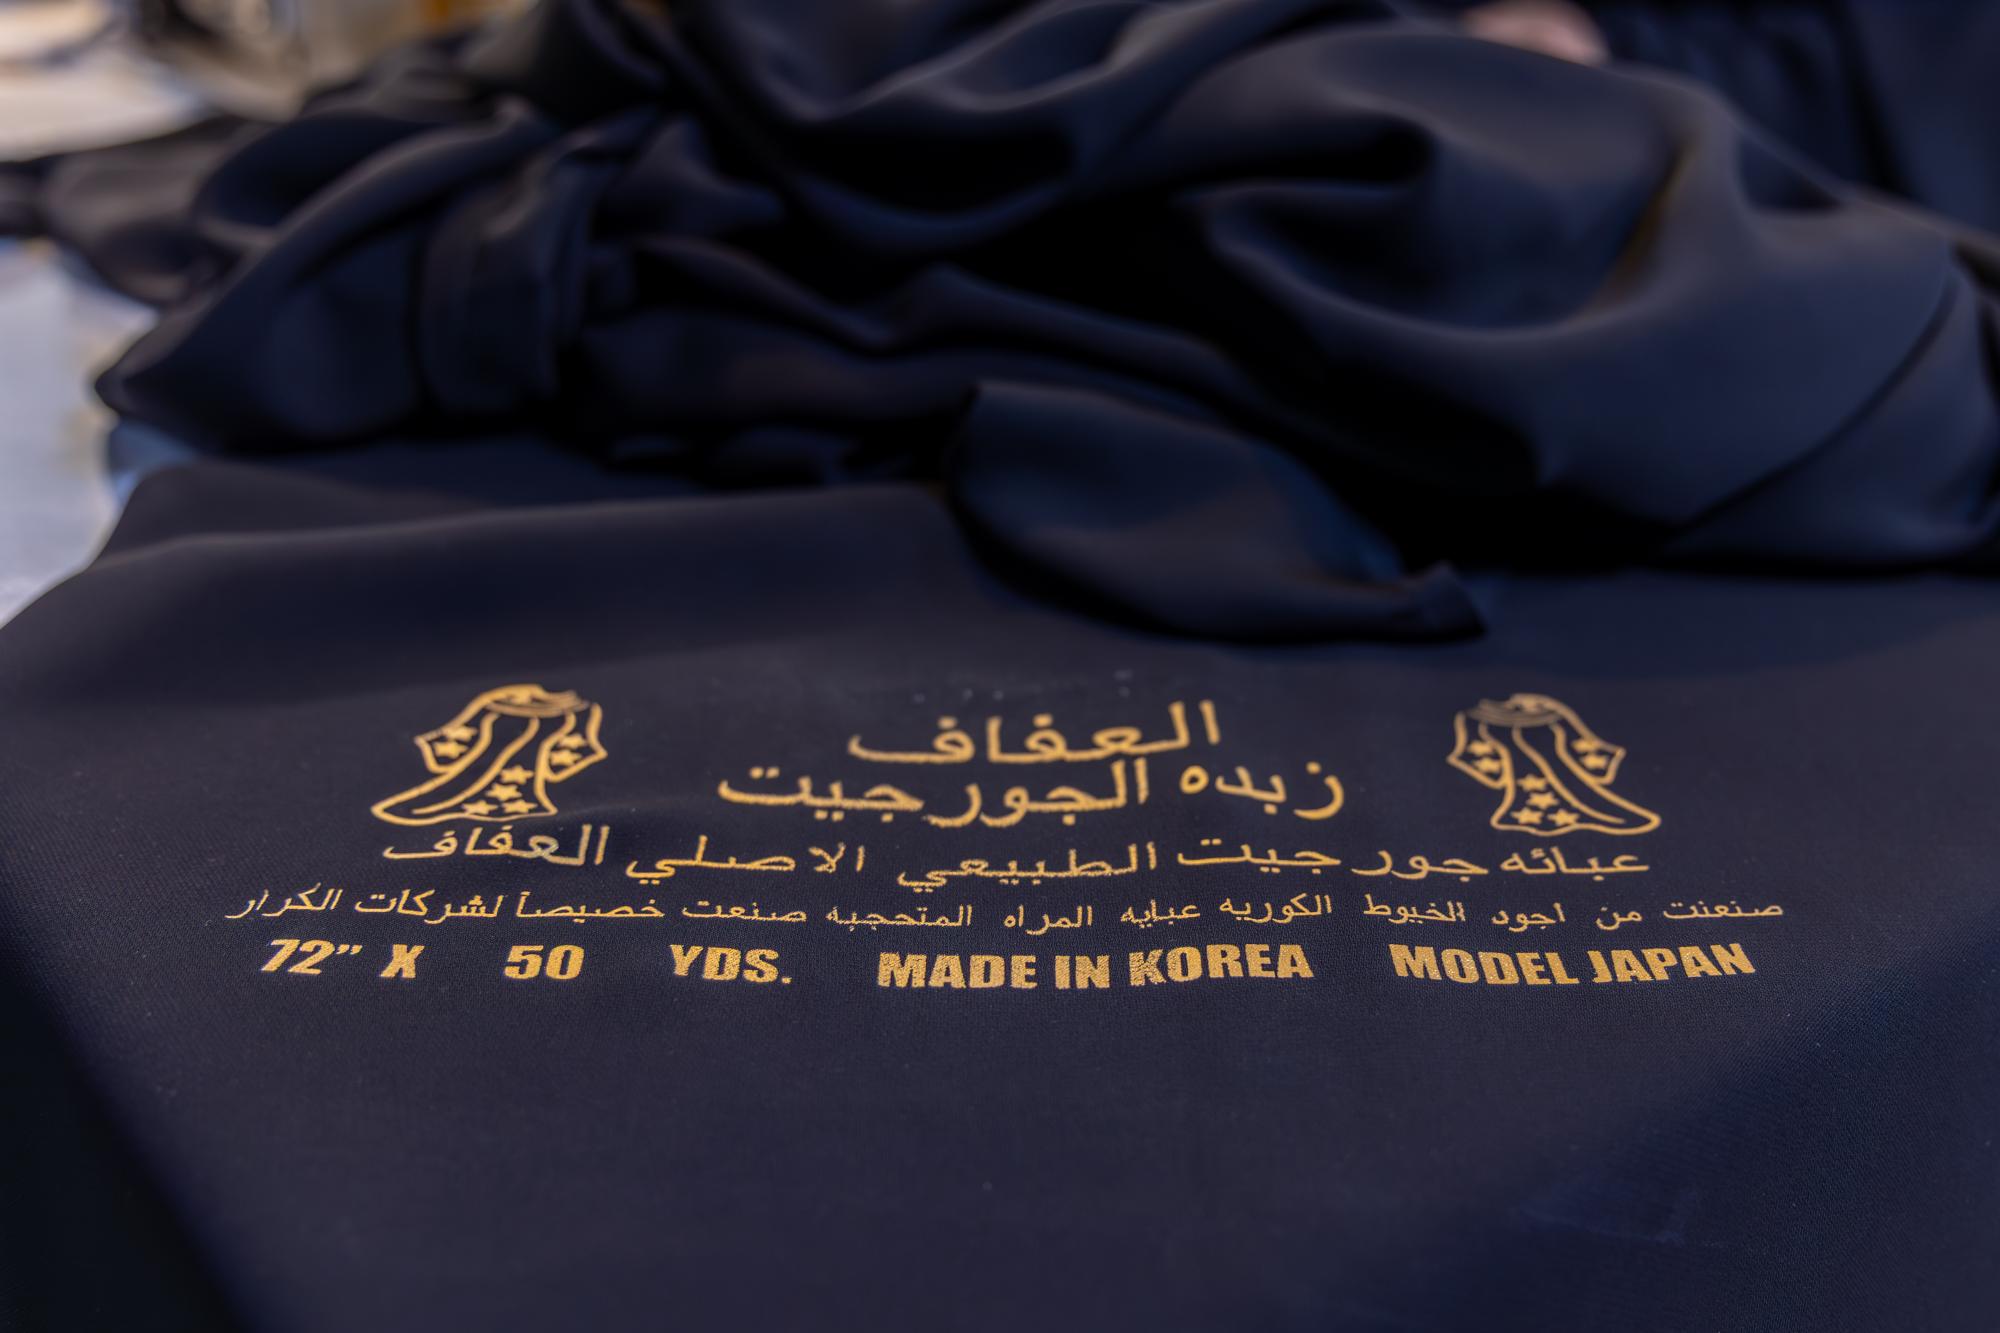 العفاف
زبده الجورجيت
عبائه جورجيت الطبيعي الاصلي العفاف
صنعنت من اجود الخيوط الكوريه عبايه المراه المتحجبه صنعت خصيصاً لشركات الكرار
72" X 50 YDS. MADE IN KOREA MODEL JAPAN